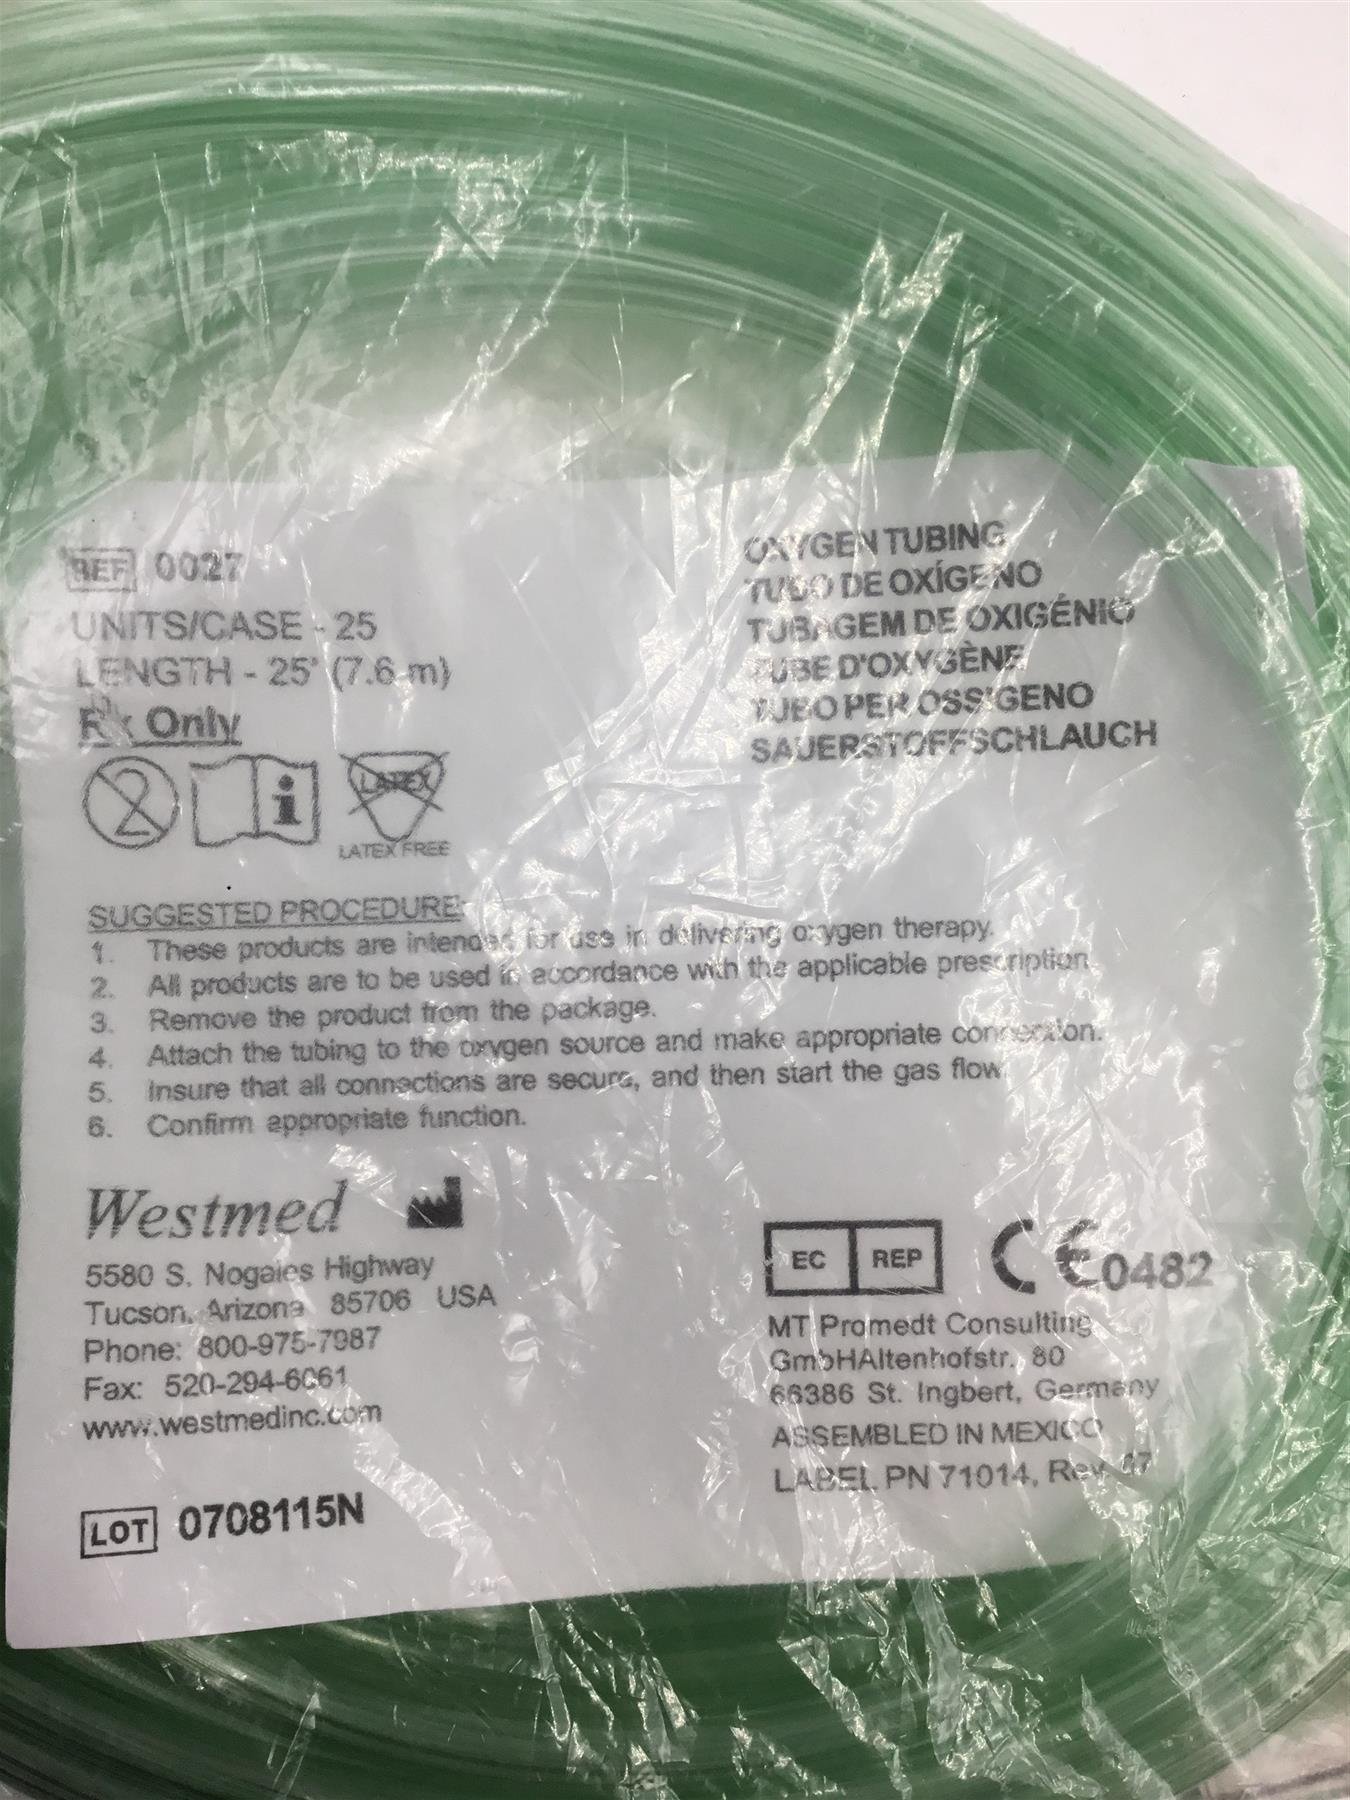 REF 0027
UNITS/CASE - 25
LENGTH - 25' (7.6 m)
Rx Only
2
i
LATEX
LATEX FREE
OXYGEN TUBING
TUBO DE OXÍGENO
TUBAGEM DE OXIGÉNIO
TUBE D'OXYGÈNE
TUBO PER OSSIGENO
SAUERSTOFFSCHLAUCH
SUGGESTED PROCEDURE:
1. These products are intended for use in delivering oxygen therapy.
2. All products are to be used in accordance with the applicable prescription.
3. Remove the product from the package.
4. Attach the tubing to the oxygen source and make appropriate connection.
5. Insure that all connections are secure, and then start the gas flow.
6. Confirm appropriate function.
Westmed
5580 S. Nogales Highway
Tucson, Arizona 85706 USA
Phone: 800-975-7987
Fax: 520-294-6061
www.westmedinc.com
LOT 0708115N
EC REP CE0482
MT Promedt Consulting
GmbHAltenhofstr. 80
66386 St. Ingbert, Germany
ASSEMBLED IN MEXICO
LABEL PN 71014, Rev. 07